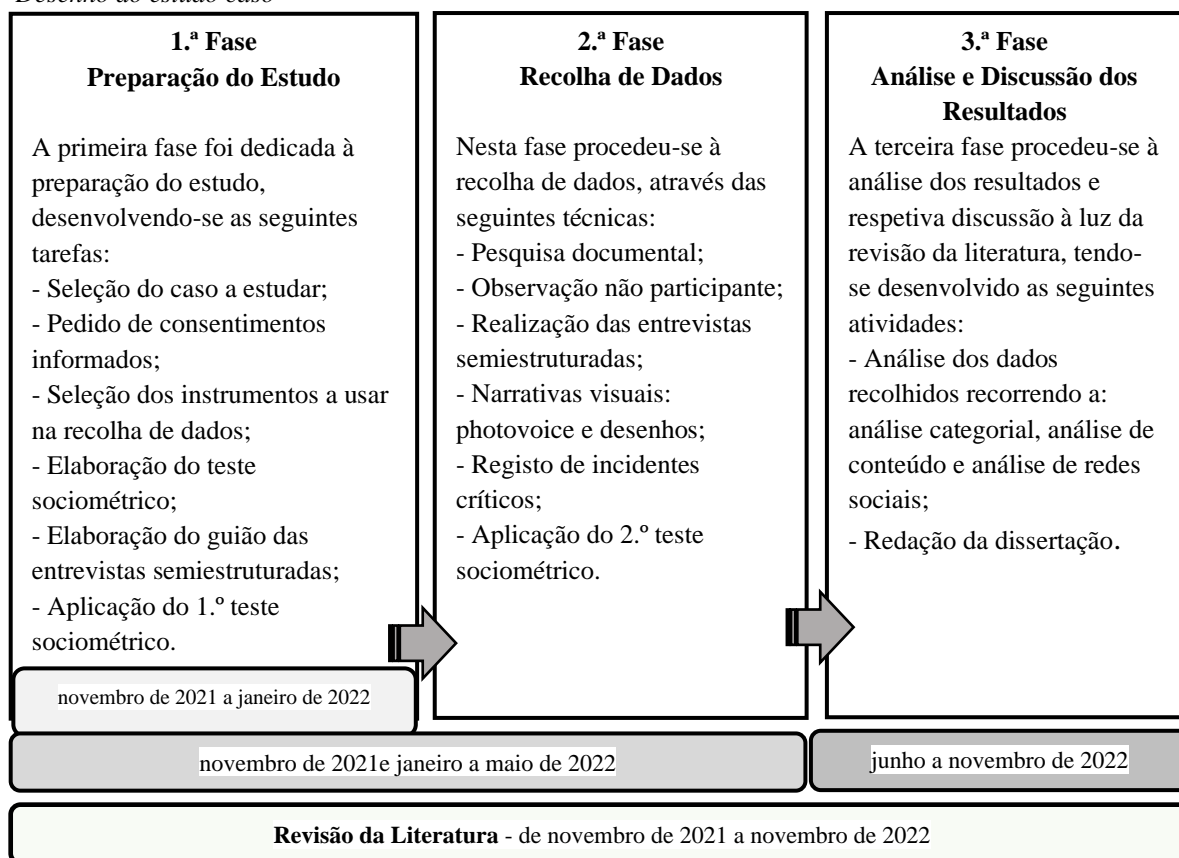 Desenho do estudo caso
1.ª Fase
Preparação do Estudo
A primeira fase foi dedicada à
preparação do estudo,
desenvolvendo-se as seguintes
tarefas:
- Seleção do caso a estudar;
- Pedido de consentimentos
informados;
- Seleção dos instrumentos a usar
na recolha de dados;
- Elaboração do teste
sociométrico;
- Elaboração do guião das
entrevistas semiestruturadas;
- Aplicação do 1.º teste
sociométrico.
novembro de 2021 a janeiro de 2022
2.ª Fase
Recolha de Dados
Nesta fase procedeu-se à
recolha de dados, através das
seguintes técnicas:
- Pesquisa documental;
- Observação não participante;
- Realização das entrevistas
semiestruturadas;
- Narrativas visuais:
photovoice e desenhos;
- Registo de incidentes
críticos;
- Aplicação do 2.º teste
sociométrico.
3.ª Fase
Análise e Discussão dos
Resultados
A terceira fase procedeu-se à
análise dos resultados e
respetiva discussão à luz da
revisão da literatura, tendo-
se desenvolvido as seguintes
atividades:
- Análise dos dados
recolhidos recorrendo a:
análise categorial, análise de
conteúdo e análise de redes
sociais;
- Redação da dissertação.
novembro de 2021e janeiro a maio de 2022
junho a novembro de 2022
Revisão da Literatura - de novembro de 2021 a novembro de 2022